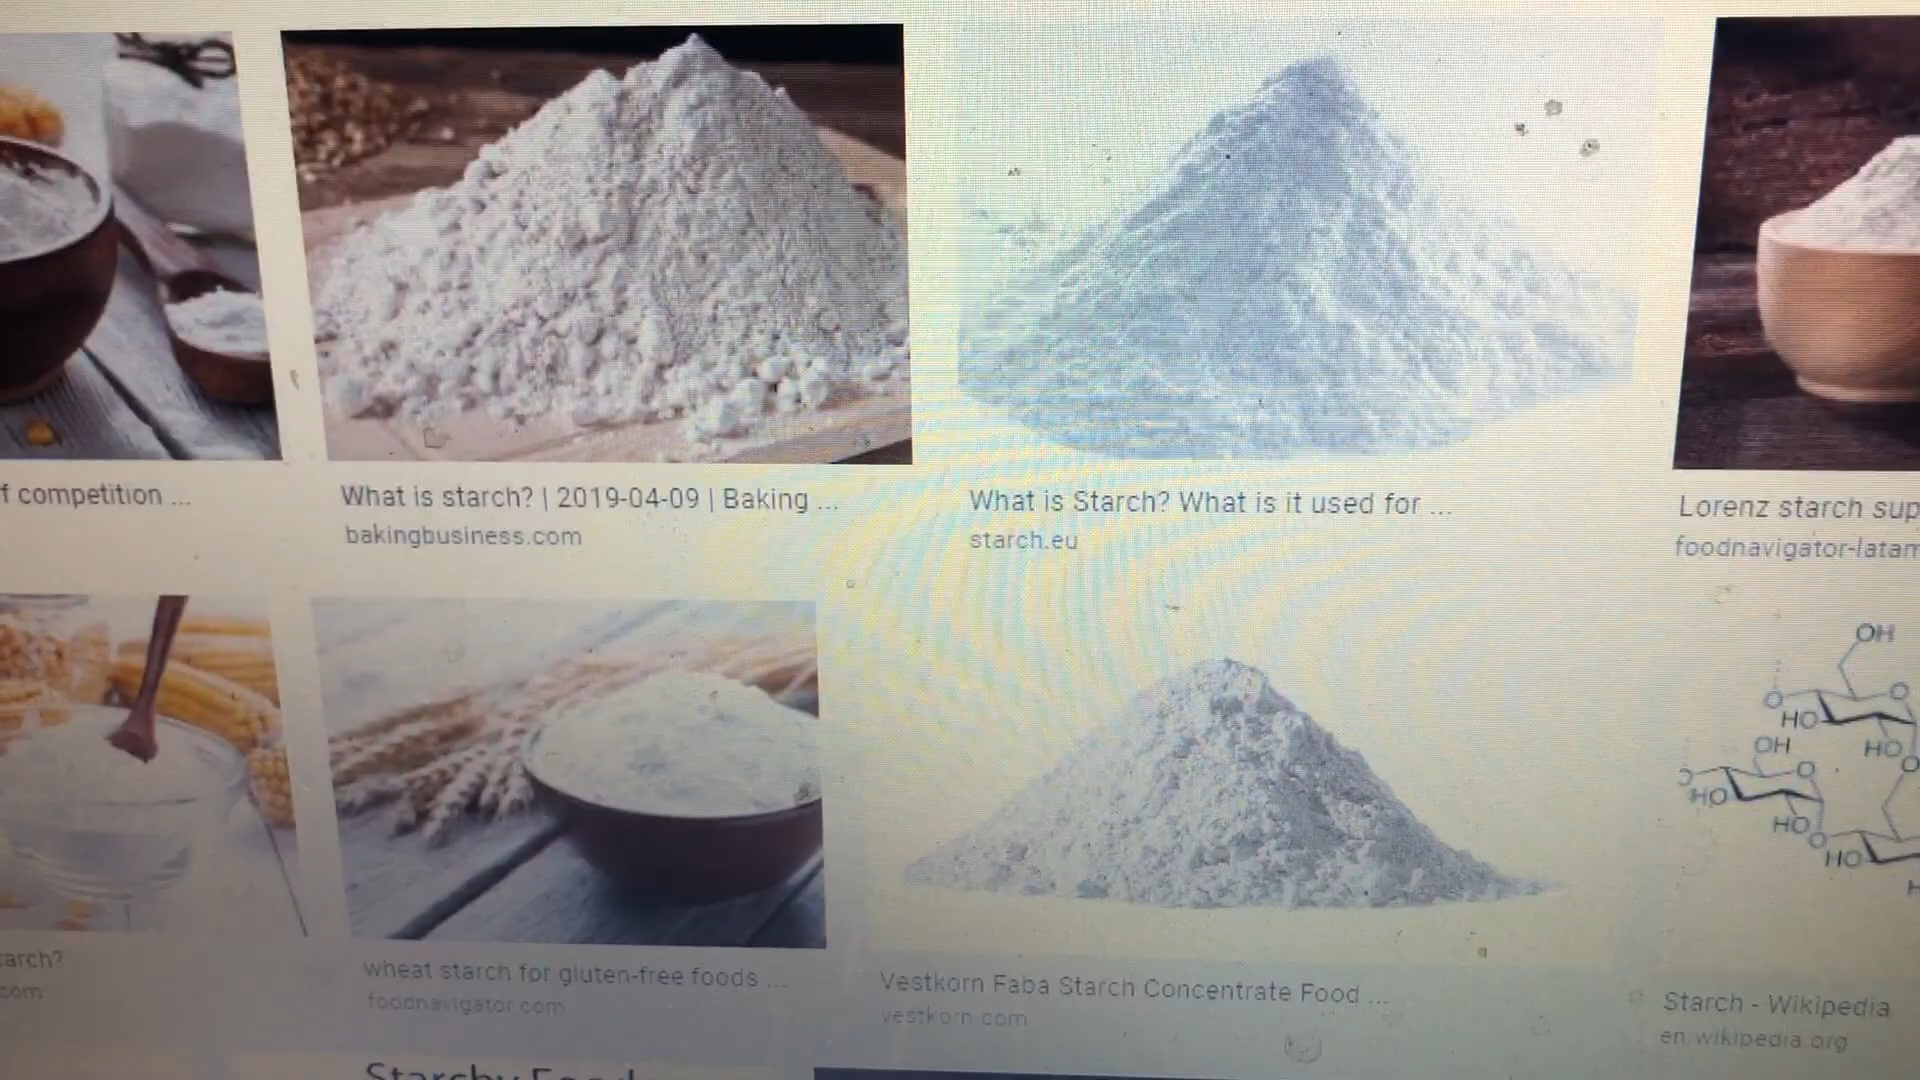 f competition ...
What is starch? | 2019-04-09 | Baking ...
bakingbusiness.com
What is Starch? What is it used for ...
starch.eu
Lorenz starch sup
foodnavigator-latam
OH
O
O
HO
OH
HO
O
O
HO
HO
O
HO
H
arch?
com
wheat starch for gluten-free foods ...
foodnavigator.com
Vestkorn Faba Starch Concentrate Food ...
vestkorn.com
Starch - Wikipedia
en.wikipedia.org